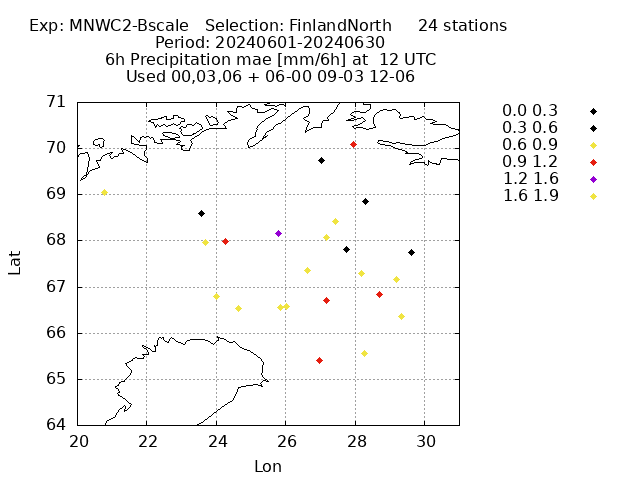 Exp: MNWC2-Bscale   Selection: FinlandNorth     24 stations
Period: 20240601-20240630
6h Precipitation mae [mm/6h] at  12 UTC
Used 00,03,06 + 06-00 09-03 12-06
0.0 0.3
0.3 0.6
0.6 0.9
0.9 1.2
1.2 1.6
1.6 1.9
71
70
69
68
67
66
65
64
Lat
20 22 24 26 28 30
Lon